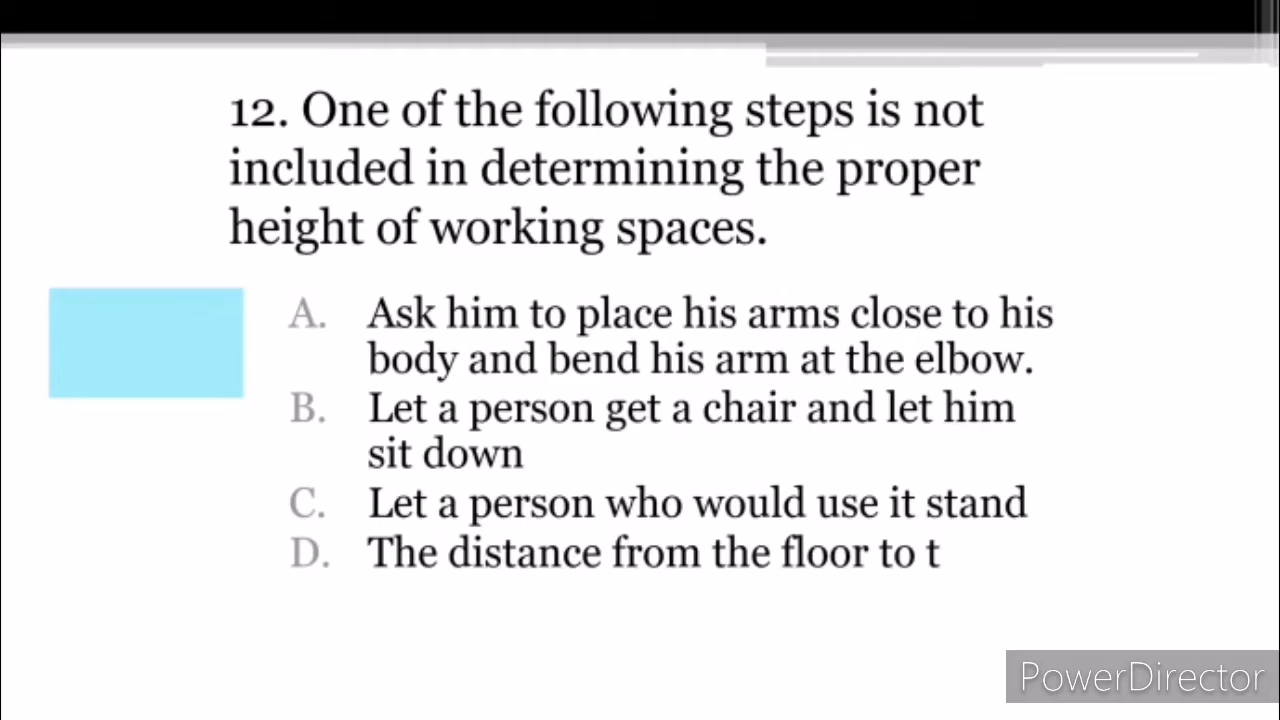 12. One of the following steps is not
included in determining the proper
height of working spaces.
A. Ask him to place his arms close to his
body and bend his arm at the elbow.
B. Let a person get a chair and let him
sit down
C. Let a person who would use it stand
D. The distance from the floor to t
PowerDirector